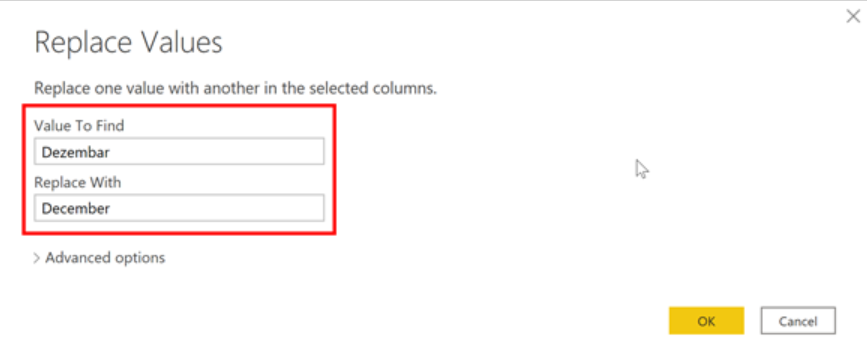 Replace Values
Replace one value with another in the selected columns.
Value To Find
Dezembar
Replace With
December
Advanced options
OK
Cancel